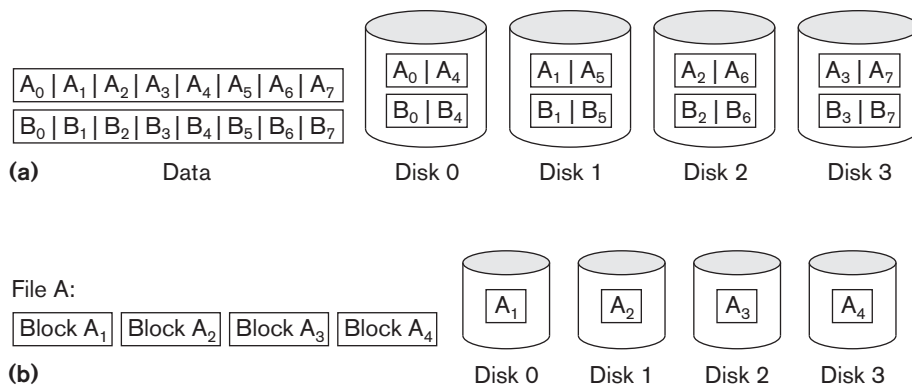 A₀ | A₁ | A₂ | A₃ | A₄ | A₅ | A₆ | A₇
B₀ | B₁ | B₂ | B₃ | B₄ | B₅ | B₆ | B₇
A₀ | A₄
B₀ | B₄
A₁ | A₅
B₁ | B₅
A₂ | A₆
B₂ | B₆
A₃ | A₇
B₃ | B₇
(a) Data Disk 0 Disk 1 Disk 2 Disk 3
File A:
Block A₁ Block A₂ Block A₃ Block A₄
A₁ A₂ A₃ A₄
(b) Disk 0 Disk 1 Disk 2 Disk 3